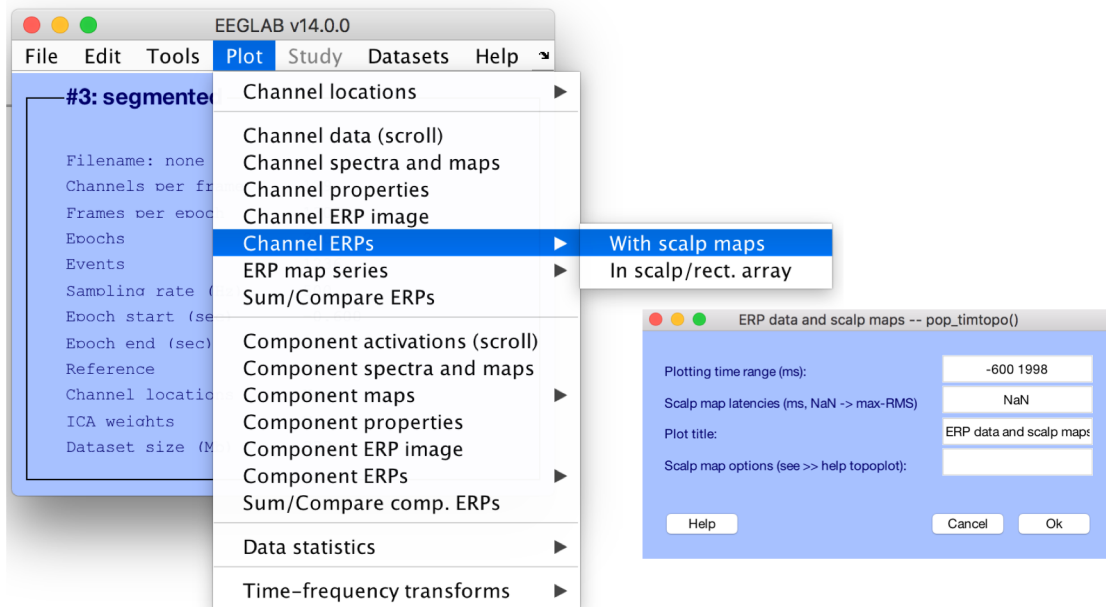 EEGLAB v14.0.0
File Edit Tools Plot Study Datasets Help
#3: segmented
Filename: none
Channels per
Frames per
Epochs
Events
Sampling rate
Epoch start
Epoch end (sec)
Reference
Channel
ICA weights
Dataset size
Channel locations
Channel data (scroll)
Channel spectra and maps
Channel properties
Channel ERP image
Channel ERPs
ERP map series
Sum/Compare ERPs
Component activations (scroll)
Component spectra and maps
Component maps
Component properties
Component ERP image
Component ERPs
Sum/Compare comp. ERPs
Data statistics
Time-frequency transforms
With scalp maps
In scalp/rect. array
ERP data and scalp maps -- pop_timtopo()
Plotting time range (ms): -600 1998
Scalp map latencies (ms, NaN -> max-RMS) NaN
Plot title: ERP data and scalp maps
Scalp map options (see >> help topoplot):
Help Cancel Ok